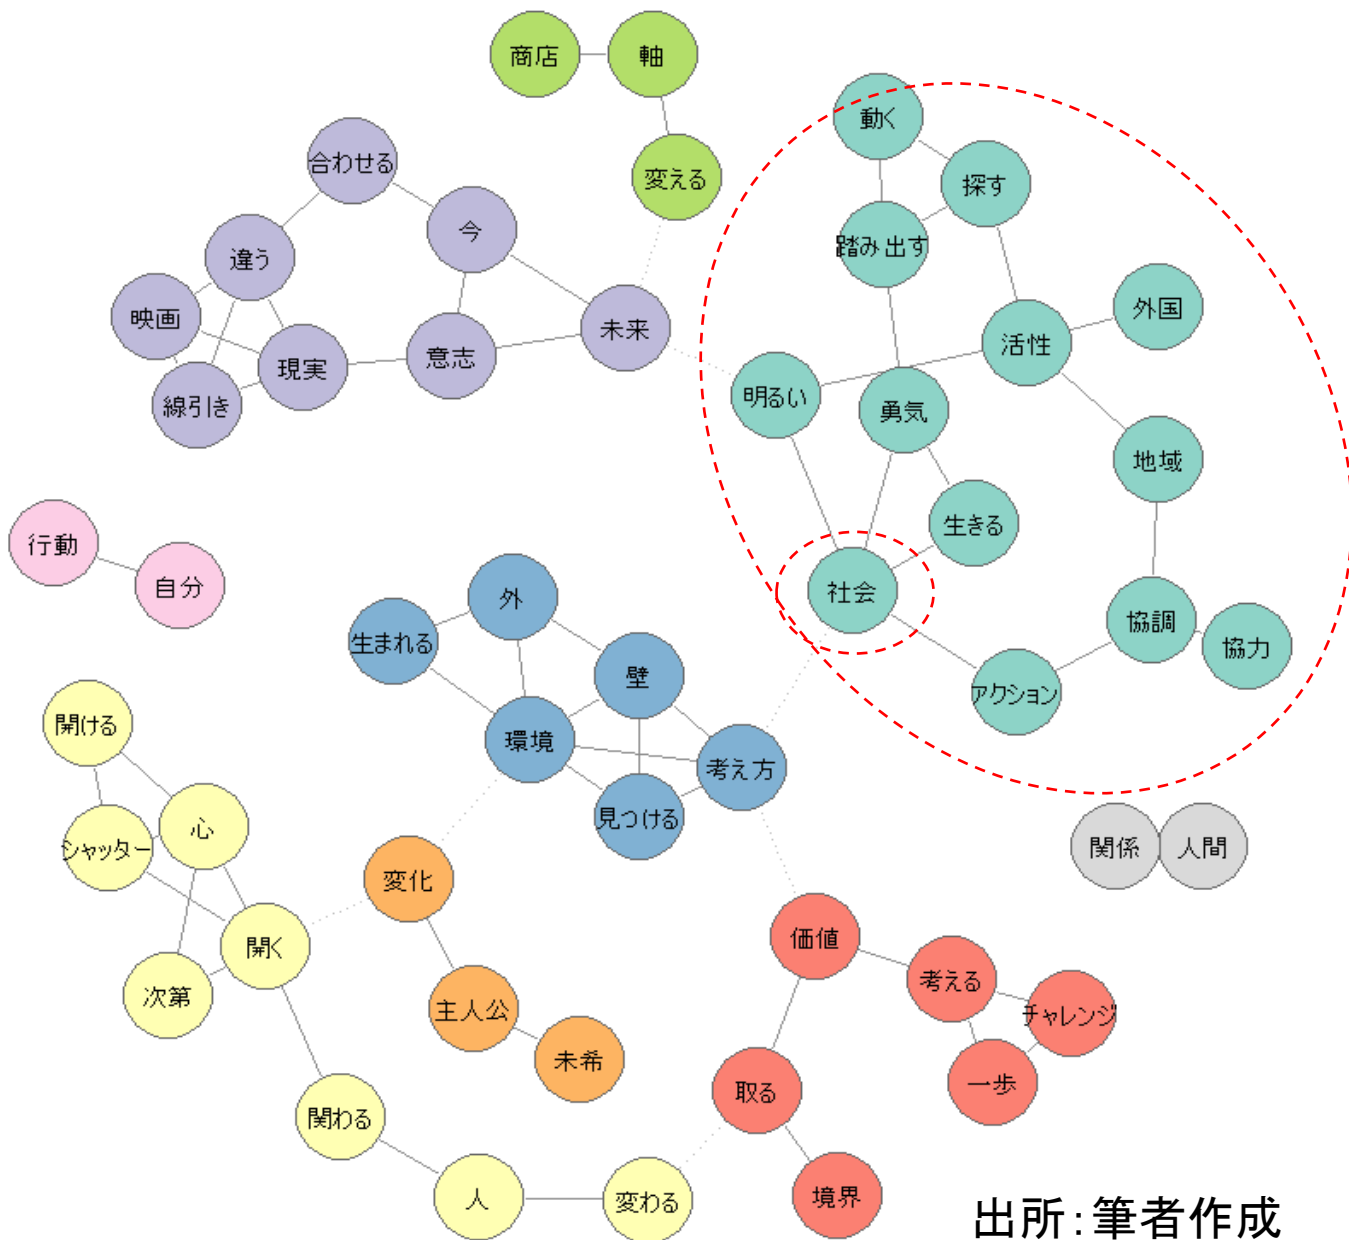 商店
軸
変える
動く
探す
踏み出す
合わせる
今
違う
映画
線引き
現実
意志
未来
外国
活性
明るい
勇気
地域
生きる
社会
協調
協力
アクション
行動
自分
外
生まれる
壁
環境
考え方
見つける
開ける
心
シャッター
開く
次第
変化
主人公
未希
関係
人間
価値
考える
チャレンジ
一歩
取る
境界
関わる
人
変わる
出所：筆者作成